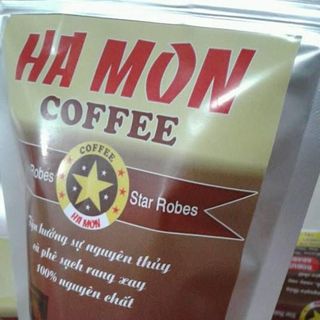 HA MON
COFFEE
Robes
COFFEE
HA MON
Star Robes
Tận hưởng sự nguyên thủy
cà phê sạch rang xay
100% nguyên chất